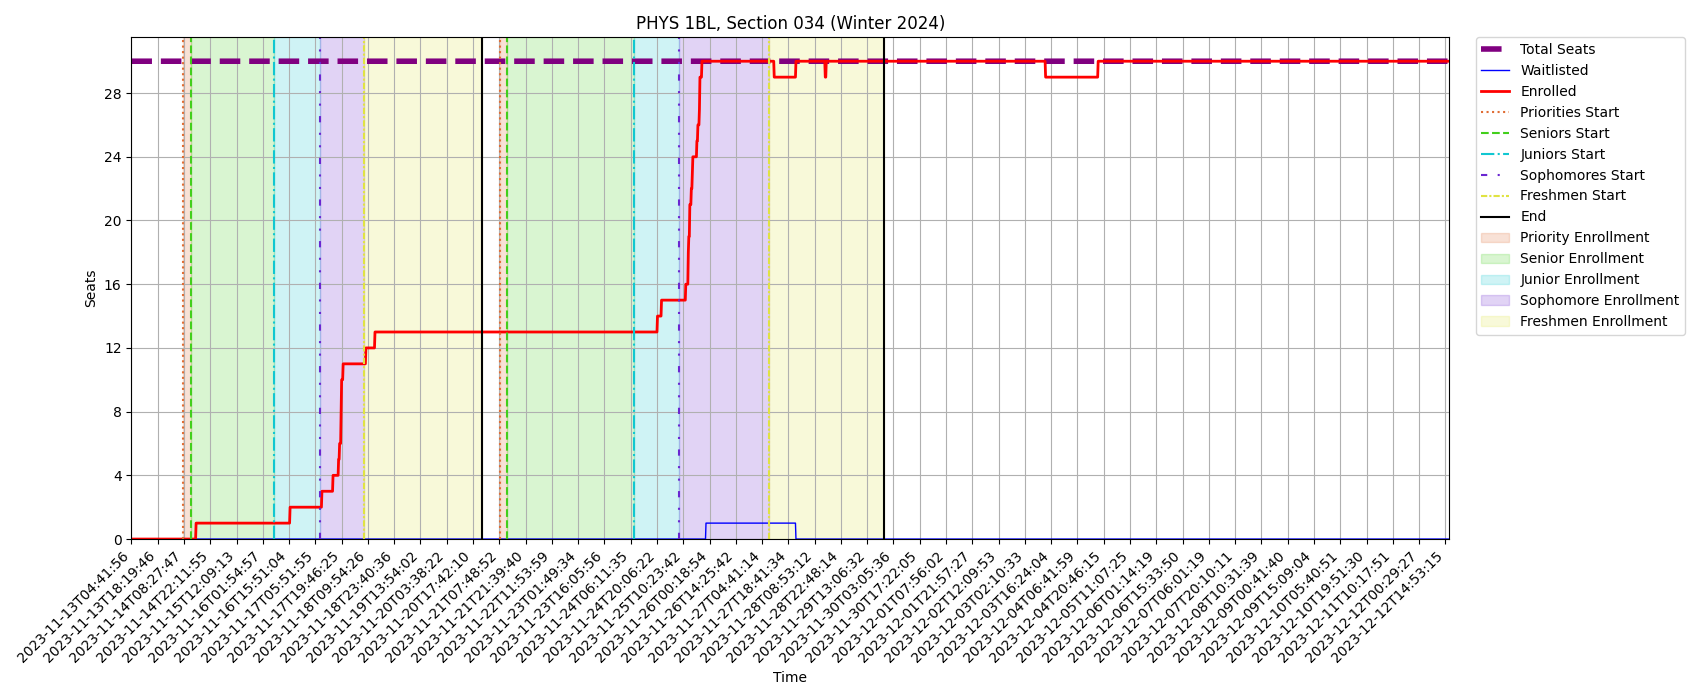 PHYS 1BL, Section 034 (Winter 2024)
Seats
28
24
20
16
12
8
4
0
2023-11-13T04:41:56
2023-11-13T18:19:46
2023-11-14T08:27:47
2023-11-14T22:11:55
2023-11-15T12:09:13
2023-11-16T01:54:57
2023-11-16T15:51:04
2023-11-17T05:51:55
2023-11-17T19:46:25
2023-11-18T09:54:26
2023-11-18T23:40:36
2023-11-19T13:54:02
2023-11-20T03:38:22
2023-11-20T17:42:10
2023-11-21T07:48:52
2023-11-21T21:39:40
2023-11-22T11:53:59
2023-11-23T01:49:34
2023-11-23T16:05:56
2023-11-24T06:11:35
2023-11-24T20:06:22
2023-11-25T10:23:42
2023-11-26T00:18:54
2023-11-26T14:25:42
2023-11-27T04:41:14
2023-11-27T18:41:34
2023-11-28T08:53:12
2023-11-28T22:48:14
2023-11-29T13:06:32
2023-11-30T03:05:36
2023-11-30T17:22:05
2023-12-01T07:56:02
2023-12-01T21:57:27
2023-12-02T12:09:53
2023-12-03T02:10:33
2023-12-03T16:24:04
2023-12-04T06:41:59
2023-12-04T20:46:15
2023-12-05T11:07:25
2023-12-06T01:14:19
2023-12-06T15:33:50
2023-12-07T06:01:19
2023-12-07T20:10:11
2023-12-08T10:31:39
2023-12-09T00:41:40
2023-12-09T15:09:04
2023-12-10T05:40:51
2023-12-10T19:51:30
2023-12-11T10:17:51
2023-12-12T00:29:27
2023-12-12T14:53:15
Time
Total Seats
Waitlisted
Enrolled
Priorities Start
Seniors Start
Juniors Start
Sophomores Start
Freshmen Start
End
Priority Enrollment
Senior Enrollment
Junior Enrollment
Sophomore Enrollment
Freshmen Enrollment